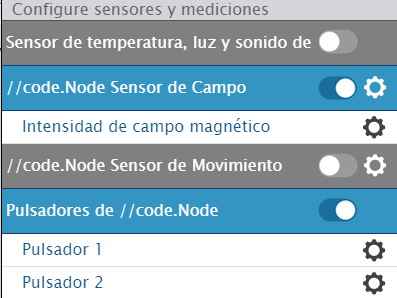 Configure sensores y mediciones
Sensor de temperatura, luz y sonido de
//code.Node Sensor de Campo
Intensidad de campo magnético
//code.Node Sensor de Movimiento
Pulsadores de //code.Node
Pulsador 1
Pulsador 2